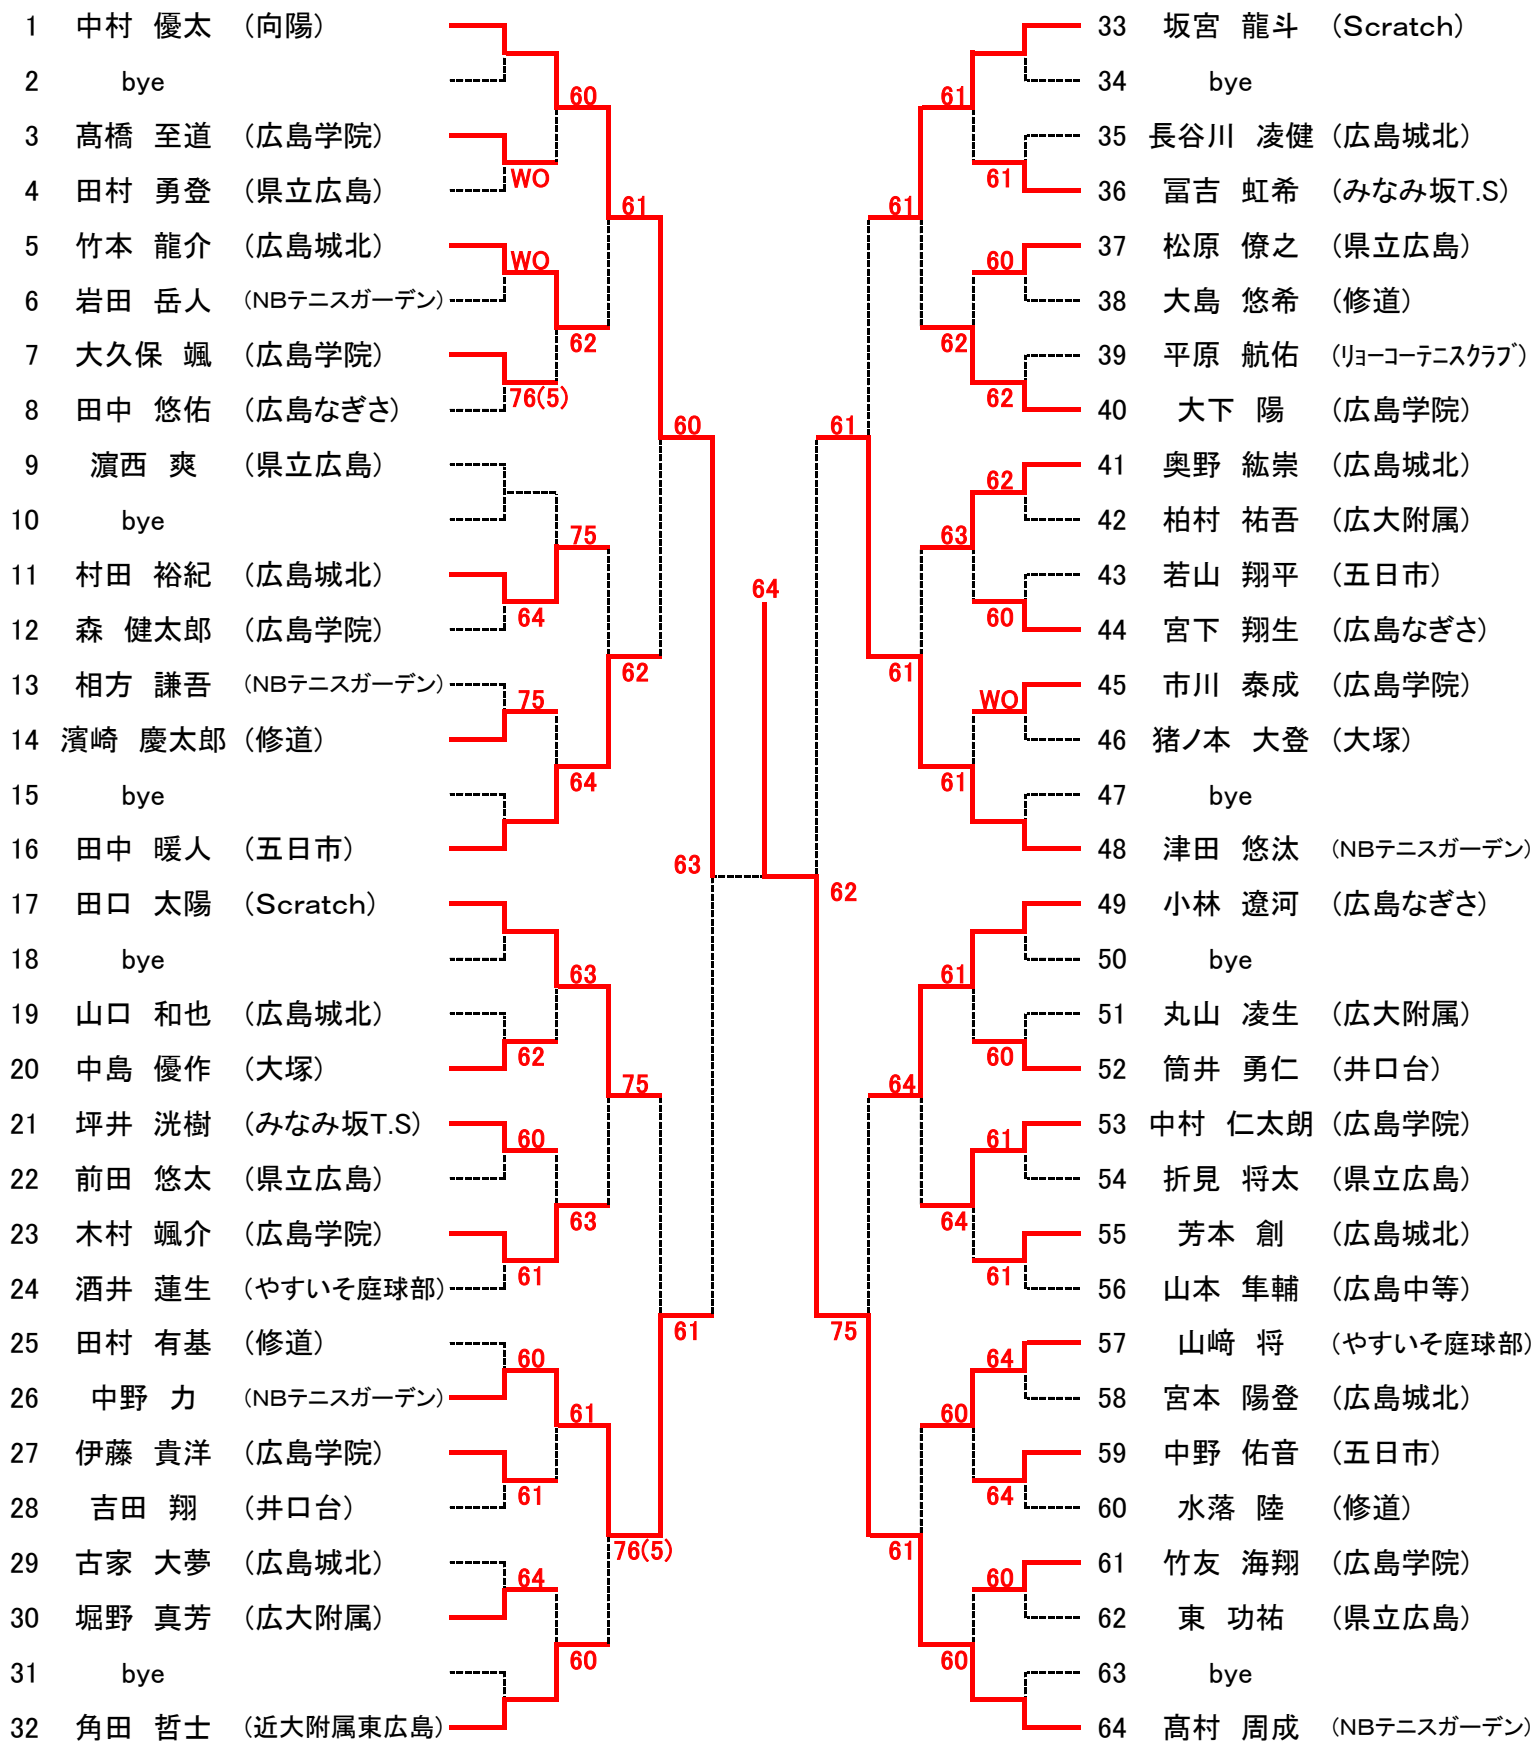 1 中村 優太 (向陽)
2 bye
3 髙橋 至道 (広島学院)
4 田村 勇登 (県立広島)
5 竹本 龍介 (広島城北)
6 岩田 岳人 (NBテニスガーデン)
7 大久保 颯 (広島学院)
8 田中 悠佑 (広島なぎさ)
9 濵西 爽 (県立広島)
10 bye
11 村田 裕紀 (広島城北)
12 森 健太郎 (広島学院)
13 相方 謙吾 (NBテニスガーデン)
14 濱崎 慶太郎 (修道)
15 bye
16 田中 暖人 (五日市)
17 田口 太陽 (Scratch)
18 bye
19 山口 和也 (広島城北)
20 中島 優作 (大塚)
21 坪井 洸樹 (みなみ坂T.S)
22 前田 悠太 (県立広島)
23 木村 颯介 (広島学院)
24 酒井 蓮生 (やすいそ庭球部)
25 田村 有基 (修道)
26 中野 力 (NBテニスガーデン)
27 伊藤 貴洋 (広島学院)
28 吉田 翔 (井口台)
29 古家 大夢 (広島城北)
30 堀野 真芳 (広大附属)
31 bye
32 角田 哲士 (近大附属東広島)
WO
WO
76(5)
64
75
62
60
61
60
61
64
60
62
75
64
63
63
61
60
61
62
75
76(5)
60
61
63
64
62
61
75
61
61
64
61
61
62
63
61
61
64
60
60
61
60
62
62
60
WO
60
61
61
64
64
60
33 坂宮 龍斗 (Scratch)
34 bye
35 長谷川 凌健 (広島城北)
36 冨吉 虹希 (みなみ坂T.S)
37 松原 僚之 (県立広島)
38 大島 悠希 (修道)
39 平原 航佑 (リョーコーテニスクラブ)
40 大下 陽 (広島学院)
41 奥野 紘崇 (広島城北)
42 柏村 祐吾 (広大附属)
43 若山 翔平 (五日市)
44 宮下 翔生 (広島なぎさ)
45 市川 泰成 (広島学院)
46 猪ノ本 大登 (大塚)
47 bye
48 津田 悠汰 (NBテニスガーデン)
49 小林 遼河 (広島なぎさ)
50 bye
51 丸山 凌生 (広大附属)
52 筒井 勇仁 (井口台)
53 中村 仁太朗 (広島学院)
54 折見 将太 (県立広島)
55 芳本 創 (広島城北)
56 山本 隼輔 (広島中等)
57 山﨑 将 (やすいそ庭球部)
58 宮本 陽登 (広島城北)
59 中野 佑音 (五日市)
60 水落 陸 (修道)
61 竹友 海翔 (広島学院)
62 東 功祐 (県立広島)
63 bye
64 髙村 周成 (NBテニスガーデン)